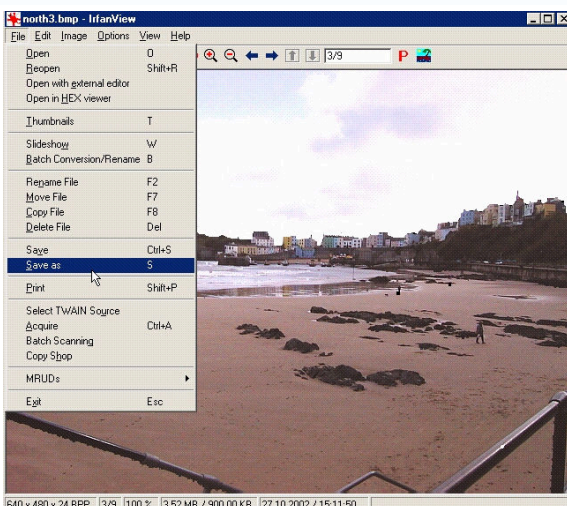 north3.bmp - IrfanView
File Edit Image Options View Help
3/9 P
Open O
Reopen Shift+R
Open with external editor
Open in HEX viewer
Thumbnails T
Slideshow W
Batch Conversion/Rename B
Rename File F2
Move File F7
Copy File F8
Delete File Del
Save Ctrl+S
Save as S
Print Shift+P
Select TWAIN Source
Acquire Ctrl+A
Batch Scanning
Copy Shop
MRUDs
Exit Esc
640 x 480 x 24 BPP 3/9 100 % 3.52 MB / 900.00 KB 27.10.2002 / 15:11:50